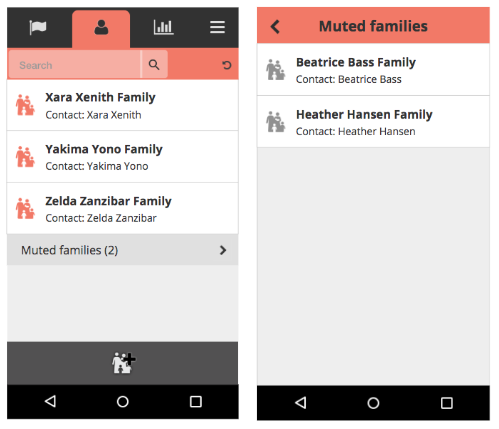 Search
Xara Xenith Family
Contact: Xara Xenith
Yakima Yono Family
Contact: Yakima Yono
Zelda Zanzibar Family
Contact: Zelda Zanzibar
Muted families (2)
Muted families
Beatrice Bass Family
Contact: Beatrice Bass
Heather Hansen Family
Contact: Heather Hansen